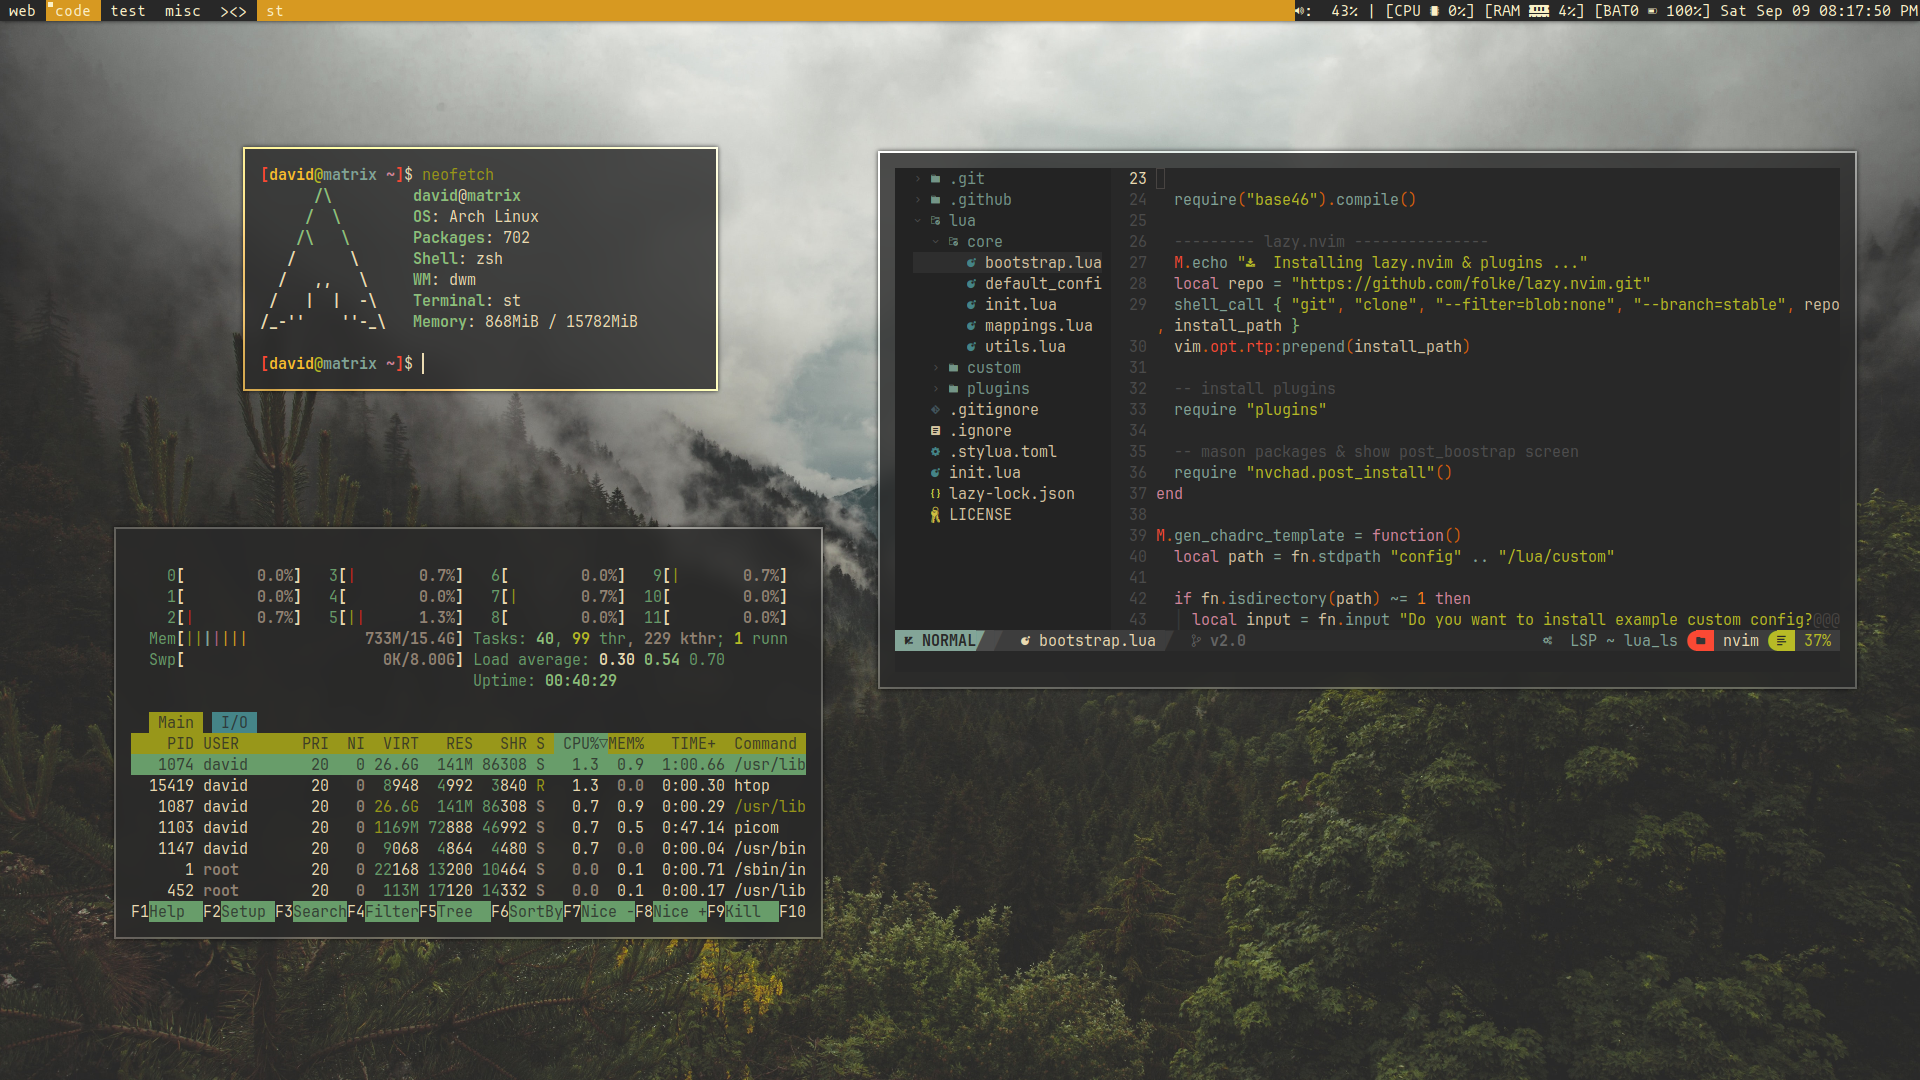 web code test misc ><> st 43% | [CPU 0%] [RAM 4%] [BAT0 100%] Sat Sep 09 08:17:50 PM
[david@matrix ~]$ neofetch
/\ david@matrix
/  \ OS: Arch Linux
/\   \ Packages: 702
/      \ Shell: zsh
/   ,,   \ WM: dwm
/   |  |  -\ Terminal: st
/_-''    ''-_\ Memory: 868MiB / 15782MiB
[david@matrix ~]$
.git
.github
lua
core
bootstrap.lua
default_confi
init.lua
mappings.lua
utils.lua
custom
plugins
.gitignore
.ignore
.stylua.toml
init.lua
lazy-lock.json
LICENSE
23
24 require("base46").compile()
25
26 --------- lazy.nvim ---------------
27 M.echo " Installing lazy.nvim & plugins ..."
28 local repo = "https://github.com/folke/lazy.nvim.git"
29 shell_call { "git", "clone", "--filter=blob:none", "--branch=stable", repo
, install_path }
30 vim.opt.rtp:prepend(install_path)
31
32 -- install plugins
33 require "plugins"
34
35 -- mason packages & show post_boostrap screen
36 require "nvchad.post_install"()
37 end
38
39 M.gen_chadrc_template = function()
40 local path = fn.stdpath "config" .. "/lua/custom"
41
42 if fn.isdirectory(path) ~= 1 then
43 local input = fn.input "Do you want to install example custom config?@@@
NORMAL bootstrap.lua v2.0 LSP ~ lua_ls nvim 37%
0[ 0.0%] 3[| 0.7%] 6[ 0.0%] 9[| 0.7%]
1[ 0.0%] 4[ 0.0%] 7[| 0.7%] 10[ 0.0%]
2[| 0.7%] 5[|| 1.3%] 8[ 0.0%] 11[ 0.0%]
Mem[||||||| 733M/15.4G] Tasks: 40, 99 thr, 229 kthr; 1 runn
Swp[ 0K/8.00G] Load average: 0.30 0.54 0.70
Uptime: 00:40:29
Main I/O
PID USER PRI NI VIRT RES SHR S CPU%▽MEM% TIME+ Command
1074 david 20 0 26.6G 141M 86308 S 1.3 0.9 1:00.66 /usr/lib
15419 david 20 0 8948 4992 3840 R 1.3 0.0 0:00.30 htop
1087 david 20 0 26.6G 141M 86308 S 0.7 0.9 0:00.29 /usr/lib
1103 david 20 0 1169M 72888 46992 S 0.7 0.5 0:47.14 picom
1147 david 20 0 9068 4864 4480 S 0.7 0.0 0:00.04 /usr/bin
1 root 20 0 22168 13200 10464 S 0.0 0.1 0:00.71 /sbin/in
452 root 20 0 113M 17120 14332 S 0.0 0.1 0:00.17 /usr/lib
F1Help F2Setup F3SearchF4FilterF5Tree F6SortByF7Nice -F8Nice +F9Kill F10